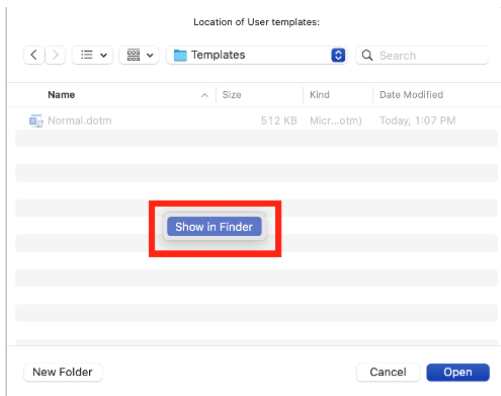 Location of User templates:
Templates
Search
Name Size Kind Date Modified
Normal.dotm 512 KB Micr...otm) Today, 1:07 PM
Show in Finder
New Folder Cancel Open